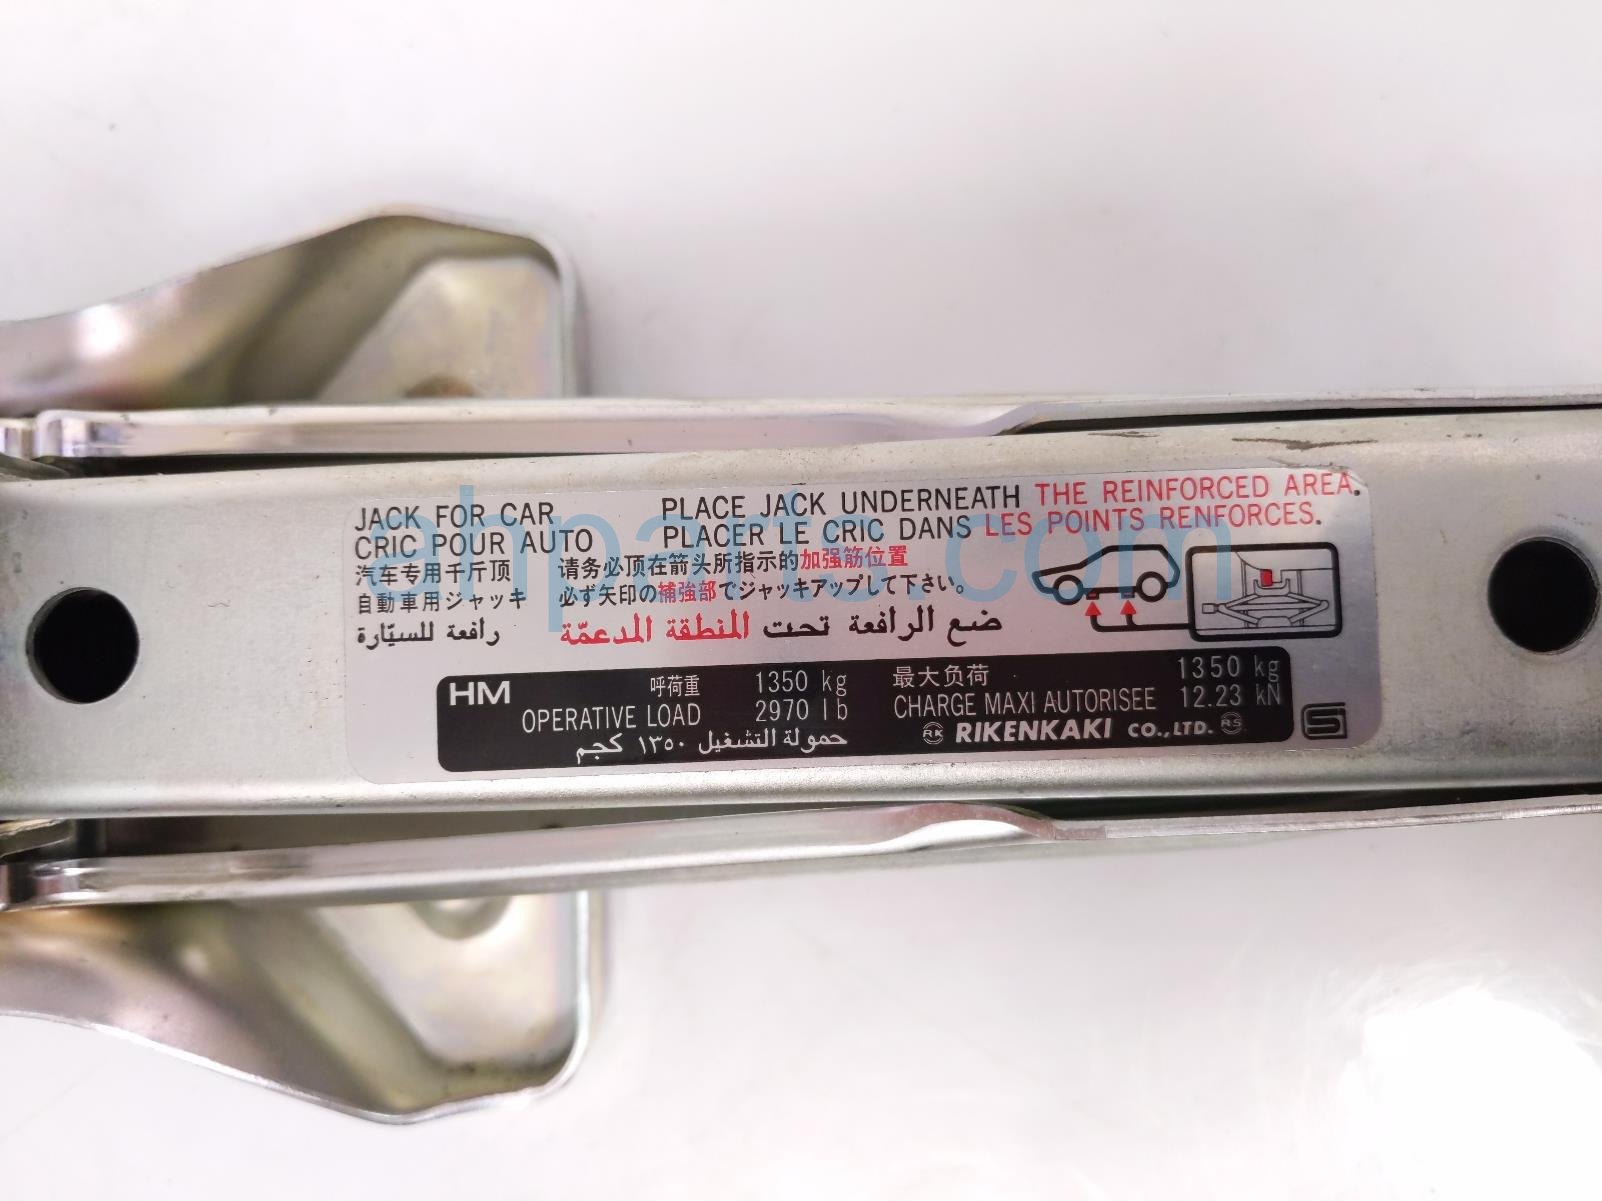 JACK FOR CAR PLACE JACK UNDERNEATH THE REINFORCED AREA.
CRIC POUR AUTO PLACER LE CRIC DANS LES POINTS RENFORCES.
汽车专用千斤顶 请务必顶在箭头所指示的加强筋位置
自動車用ジャッキ 必ず矢印の補強部でジャッキアップして下さい。
رافعة للسيّارة ضع الرافعة تحت المنطقة المدعمّة
HM 呼荷重 1350 kg 最大负荷 1350 kg
OPERATIVE LOAD 2970 lb CHARGE MAXI AUTORISEE 12.23 kN
حمولة التشغيل ١٣٥٠ كجم RK RIKENKAKI CO.,LTD. RS
ahparts.com